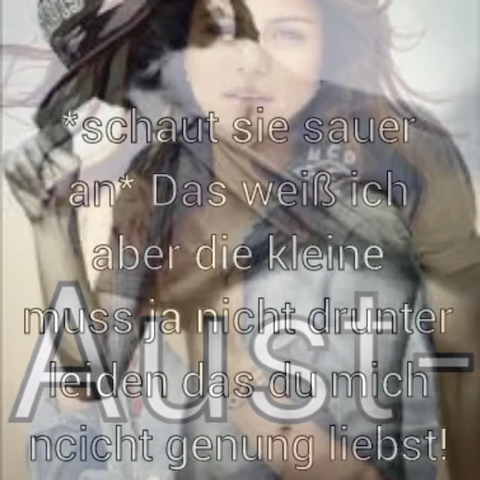 *schaut sie sauer
an* Das weiß ich
aber die kleine
muss ja nicht drunter
Aust-
leiden das du mich
ncicht genung liebst!